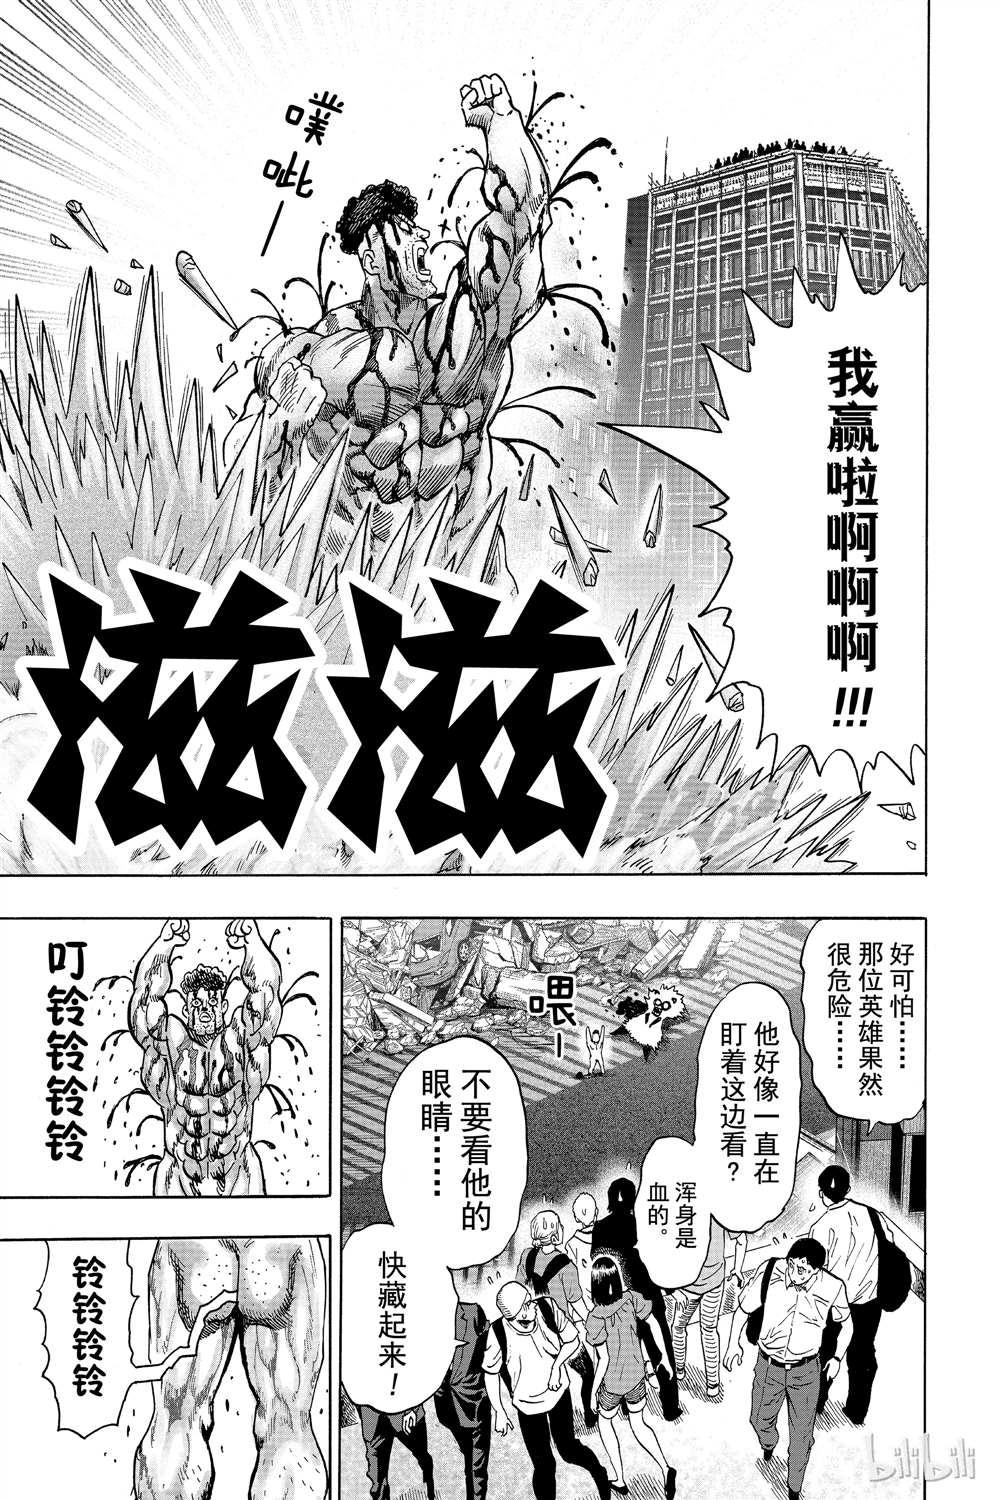 我赢啦啊啊啊!!!
噗
呲—
滋滋
好可怕……
那位英雄果然
很危险……
他好像一直在
盯着这边看?
浑身是
血的。
喂—
不要看他的
眼睛……
快藏起来!
叮铃铃铃铃
铃铃铃铃
bilibili